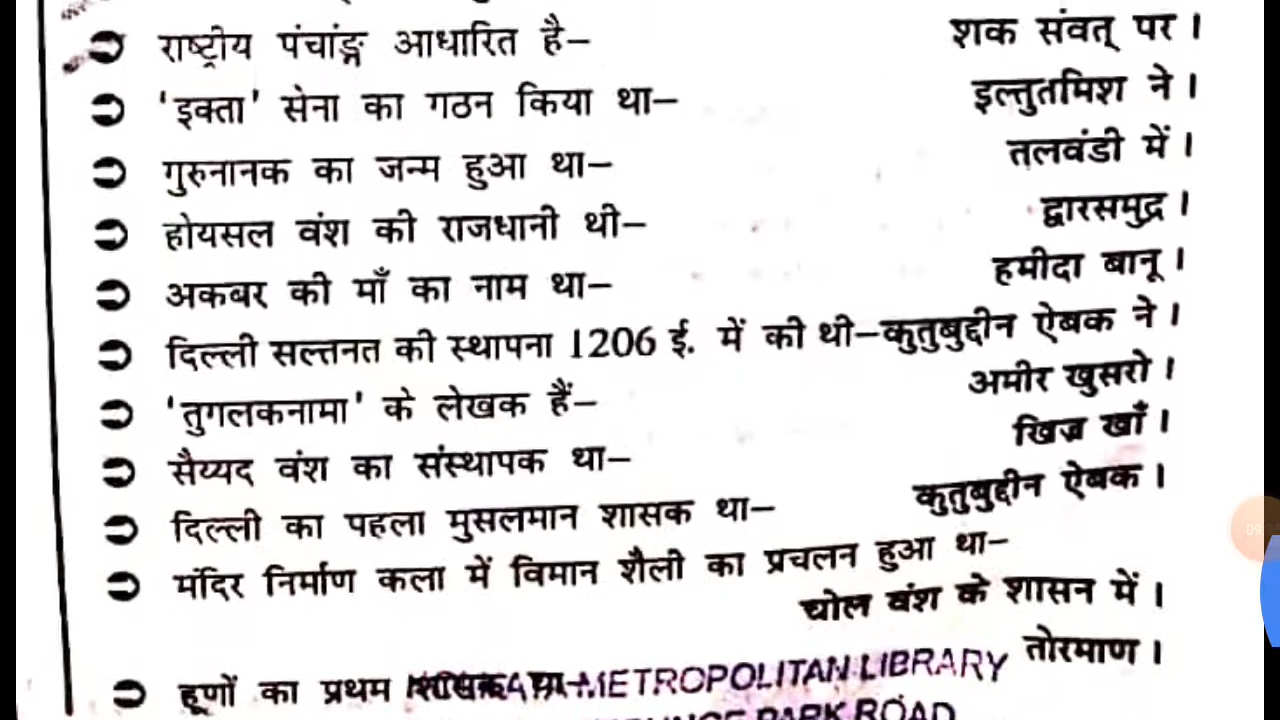 राष्ट्रीय पंचांङ्ग आधारित है– शक संवत् पर ।
'इक्ता' सेना का गठन किया था– इल्तुतमिश ने ।
गुरुनानक का जन्म हुआ था– तलवंडी में ।
होयसल वंश की राजधानी थी– द्वारसमुद्र ।
अकबर की माँ का नाम था– हमीदा बानू ।
दिल्ली सल्तनत की स्थापना 1206 ई. में की थी–कुतुबुद्दीन ऐबक ने ।
'तुगलकनामा' के लेखक हैं– अमीर खुसरो ।
सैय्यद वंश का संस्थापक था– खिज्र खाँ ।
दिल्ली का पहला मुसलमान शासक था– कुतुबुद्दीन ऐबक ।
मंदिर निर्माण कला में विमान शैली का प्रचलन हुआ था–
चोल वंश के शासन में ।
हूणों का प्रथम तोरमाण ।
METROPOLITAN LIBRARY
PARK ROAD